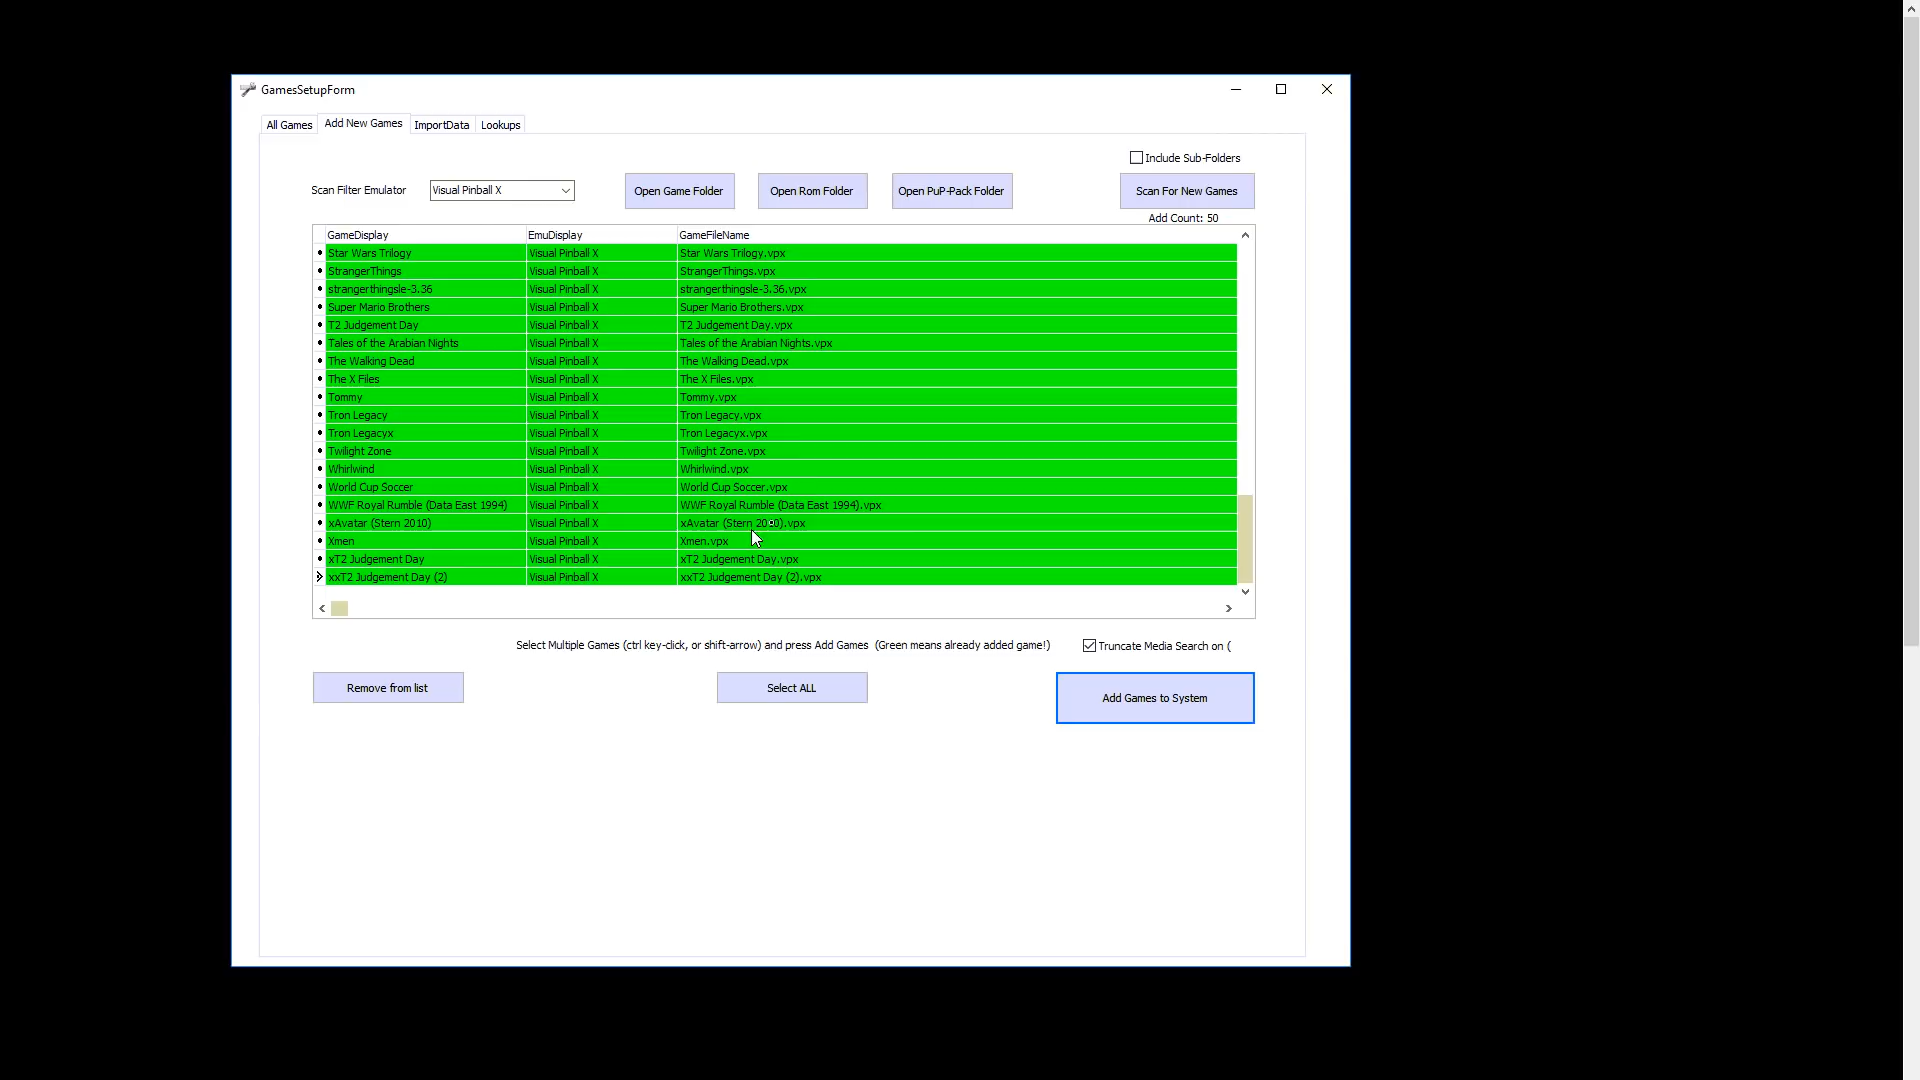 GamesSetupForm
All Games Add New Games ImportData Lookups
Include Sub-Folders
Scan Filter Emulator Visual Pinball X Open Game Folder Open Rom Folder Open PuP-Pack Folder Scan For New Games
Add Count: 50
GameDisplay EmuDisplay GameFileName
Star Wars Trilogy Visual Pinball X Star Wars Trilogy.vpx
StrangerThings Visual Pinball X StrangerThings.vpx
strangerthingsle-3.36 Visual Pinball X strangerthingsle-3.36.vpx
Super Mario Brothers Visual Pinball X Super Mario Brothers.vpx
T2 Judgement Day Visual Pinball X T2 Judgement Day.vpx
Tales of the Arabian Nights Visual Pinball X Tales of the Arabian Nights.vpx
The Walking Dead Visual Pinball X The Walking Dead.vpx
The X Files Visual Pinball X The X Files.vpx
Tommy Visual Pinball X Tommy.vpx
Tron Legacy Visual Pinball X Tron Legacy.vpx
Tron Legacyx Visual Pinball X Tron Legacyx.vpx
Twilight Zone Visual Pinball X Twilight Zone.vpx
Whirlwind Visual Pinball X Whirlwind.vpx
World Cup Soccer Visual Pinball X World Cup Soccer.vpx
WWF Royal Rumble (Data East 1994) Visual Pinball X WWF Royal Rumble (Data East 1994).vpx
xAvatar (Stern 2010) Visual Pinball X xAvatar (Stern 2010).vpx
Xmen Visual Pinball X Xmen.vpx
xT2 Judgement Day Visual Pinball X xT2 Judgement Day.vpx
xxT2 Judgement Day (2) Visual Pinball X xxT2 Judgement Day (2).vpx
Select Multiple Games (ctrl key-click, or shift-arrow) and press Add Games (Green means already added game!) Truncate Media Search on (
Remove from list Select ALL Add Games to System